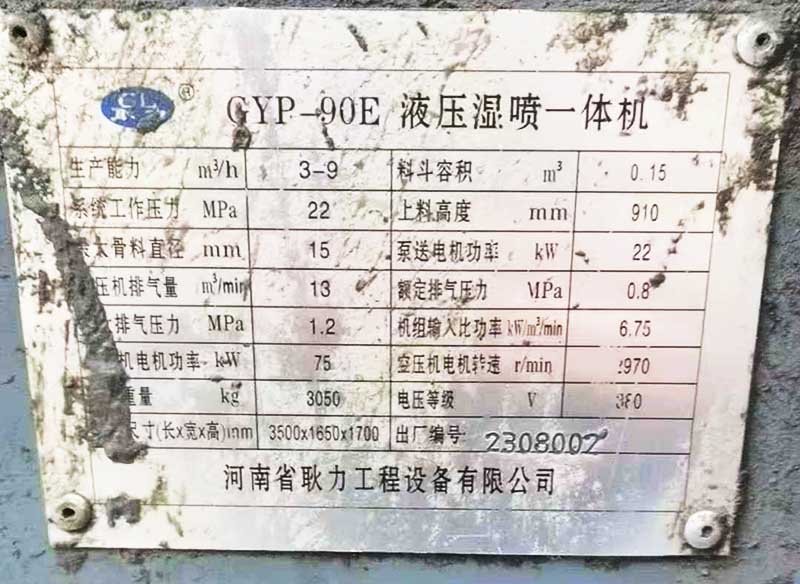 GL ®
耿力
GYP-90E 液压湿喷一体机
生产能力 m³/h 3-9 料斗容积 m³ 0.15
系统工作压力 MPa 22 上料高度 mm 910
最大骨料直径 mm 15 泵送电机功率 kW 22
压机排气量 m³/min 13 额定排气压力 MPa 0.8
排气压力 MPa 1.2 机组输入比功率 kW/m³/min 6.75
机电机功率 kW 75 空压机电机转速 r/min 2970
重量 kg 3050 电压等级 V 380
尺寸(长x宽x高)mm 3500x1650x1700 出厂编号: 2308002
河南省耿力工程设备有限公司